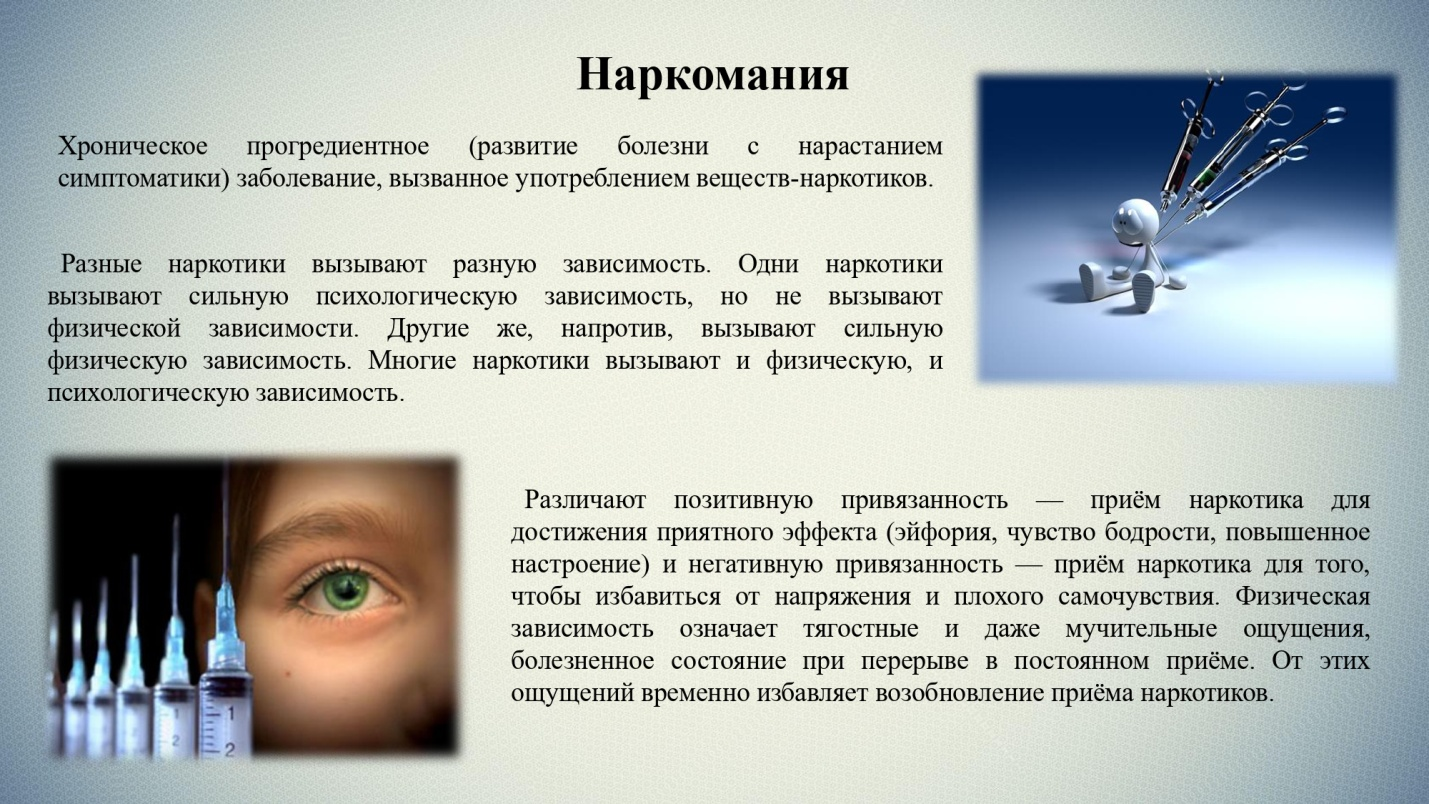 Наркомания
Хроническое прогредиентное (развитие болезни с нарастанием
симптоматики) заболевание, вызванное употреблением веществ-наркотиков.
Разные наркотики вызывают разную зависимость. Одни наркотики
вызывают сильную психологическую зависимость, но не вызывают
физической зависимости. Другие же, напротив, вызывают сильную
физическую зависимость. Многие наркотики вызывают и физическую, и
психологическую зависимость.
Различают позитивную привязанность — приём наркотика для
достижения приятного эффекта (эйфория, чувство бодрости, повышенное
настроение) и негативную привязанность — приём наркотика для того,
чтобы избавиться от напряжения и плохого самочувствия. Физическая
зависимость означает тягостные и даже мучительные ощущения,
болезненное состояние при перерыве в постоянном приёме. От этих
ощущений временно избавляет возобновление приёма наркотиков.
1
2
1
2